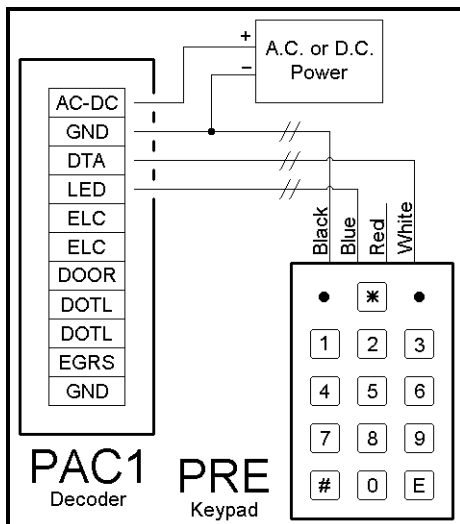 +
A.C. or D.C.
Power
−
AC-DC
GND
DTA
LED
ELC
ELC
DOOR
DOTL
DOTL
EGRS
GND
Black
Blue
Red
White
*
1 2 3
4 5 6
7 8 9
# 0 E
PAC1
Decoder
PRE
Keypad